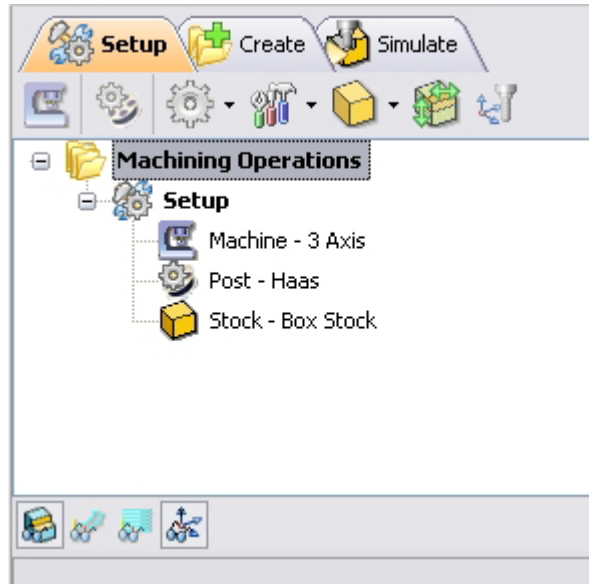 Setup Create Simulate
Machining Operations
Setup
Machine - 3 Axis
Post - Haas
Stock - Box Stock